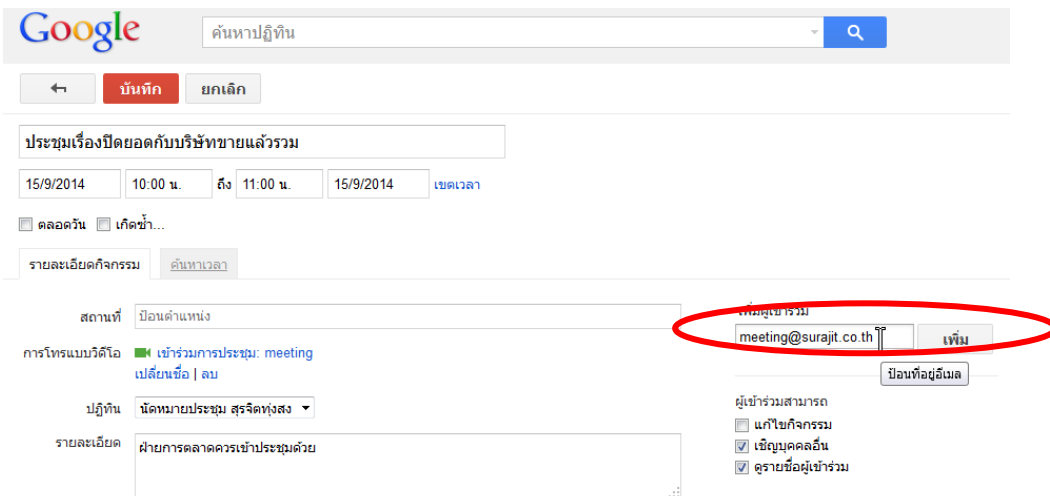 Google
ค้นหาปฏิทิน
บันทึก ยกเลิก
ประชุมเรื่องปิดยอดกับบริษัทขายแล้วรวม
15/9/2014 10:00 น. ถึง 11:00 น. 15/9/2014 เขตเวลา
ตลอดวัน เกิดซ้ำ...
รายละเอียดกิจกรรม ค้นหาเวลา
สถานที่ ป้อนตำแหน่ง
การโทรแบบวิดีโอ เข้าร่วมการประชุม: meeting
เปลี่ยนชื่อ | ลบ
ปฏิทิน นัดหมายประชุม สุรจิตทุ่งสง
รายละเอียด ฝ่ายการตลาดควรเข้าประชุมด้วย
เพิ่มผู้เข้าร่วม
meeting@surajit.co.th เพิ่ม
ป้อนที่อยู่อีเมล
ผู้เข้าร่วมสามารถ
แก้ไขกิจกรรม
เชิญบุคคลอื่น
ดูรายชื่อผู้เข้าร่วม